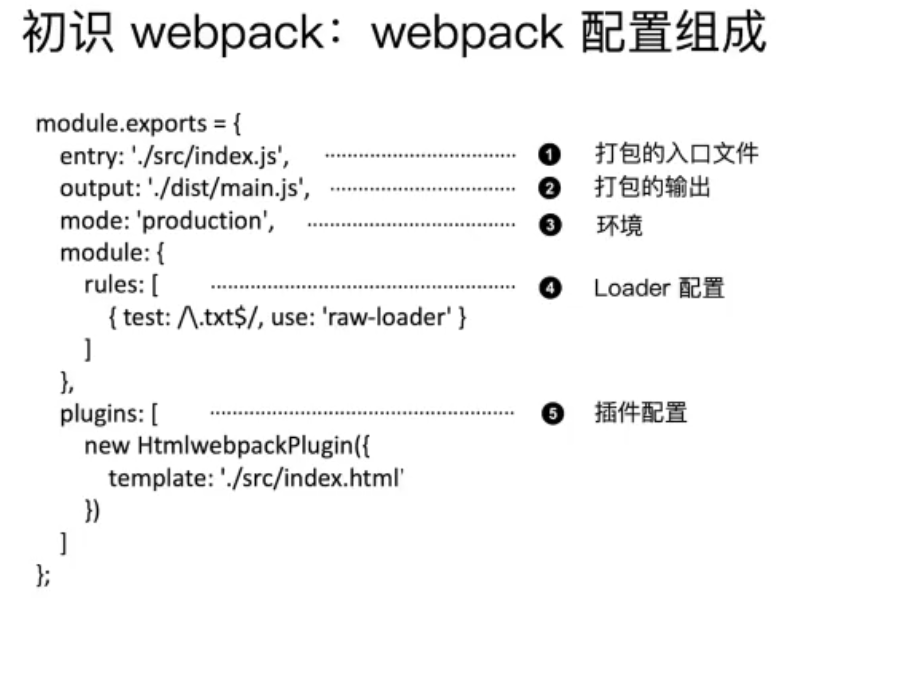 初识 webpack：webpack 配置组成
module.exports = {
entry: './src/index.js', ❶ 打包的入口文件
output: './dist/main.js', ❷ 打包的输出
mode: 'production', ❸ 环境
module: {
rules: [ ❹ Loader 配置
{ test: /\.txt$/, use: 'raw-loader' }
]
},
plugins: [ ❺ 插件配置
new HtmlwebpackPlugin({
template: './src/index.html'
})
]
};